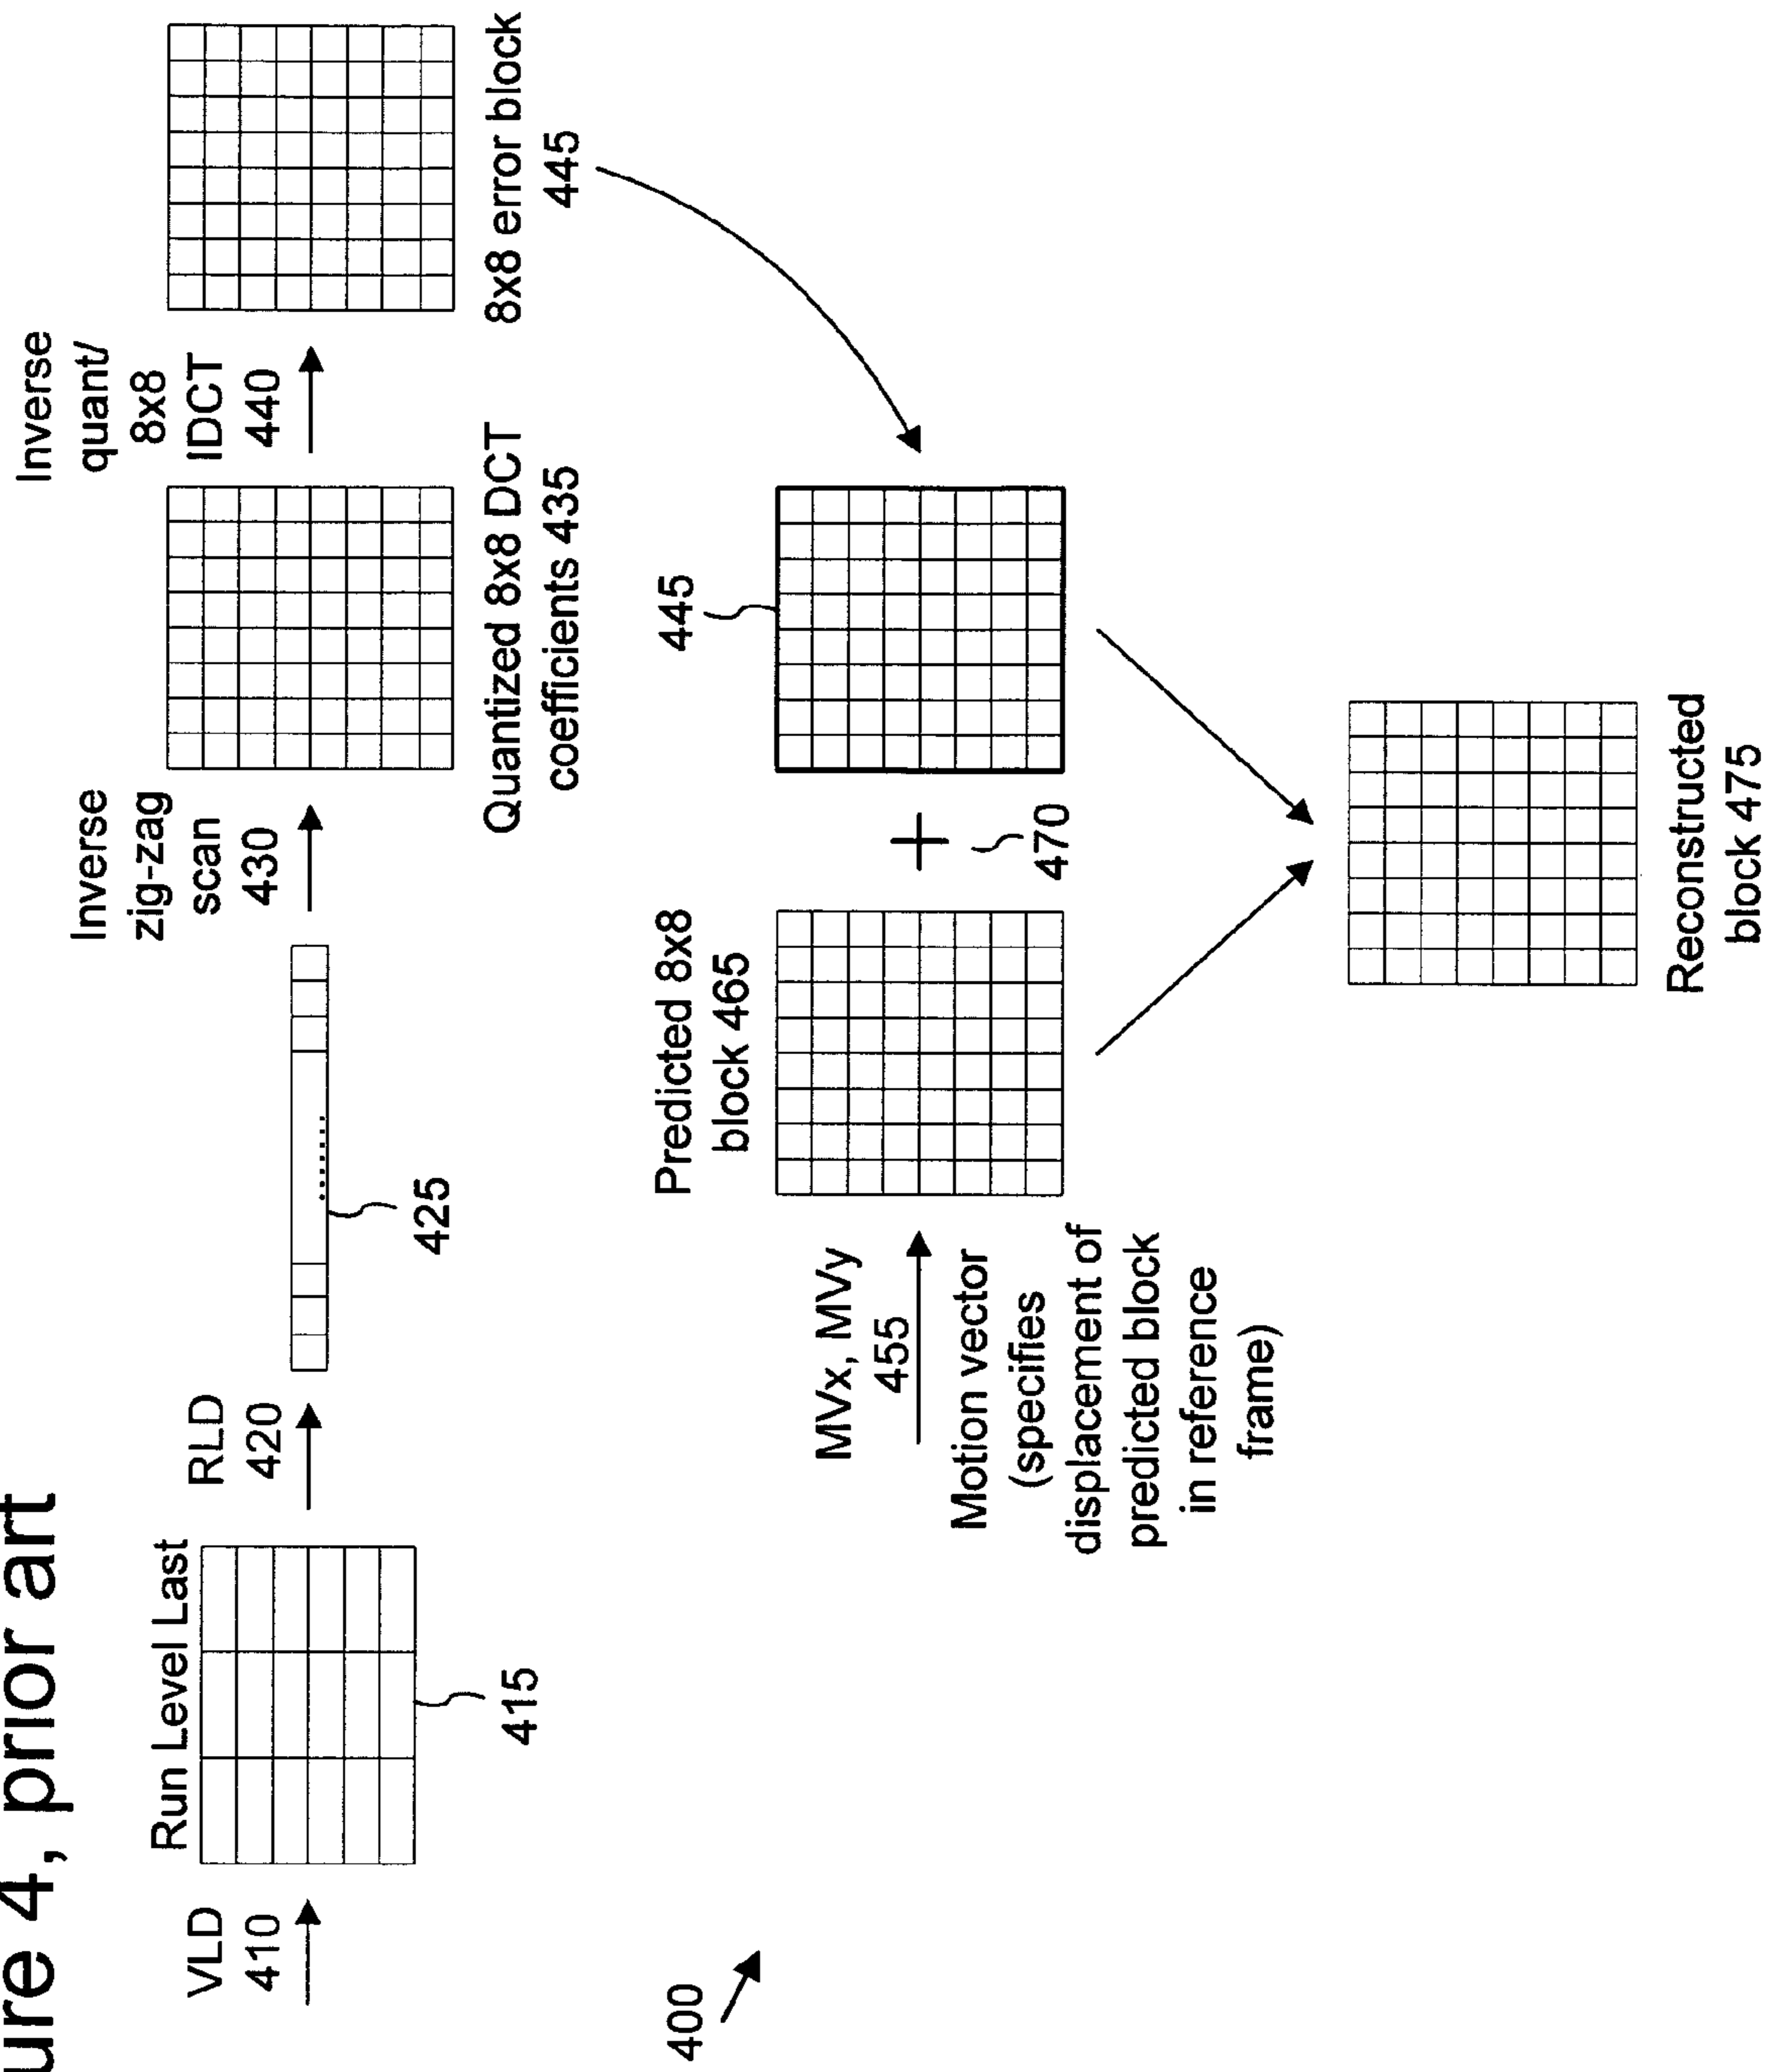 ure 4, prior art
VLD
410
Run Level Last
415
RLD
420
425
Inverse
zig-zag
scan
430
Quantized 8x8 DCT
coefficients 435
Inverse
quant/
8x8
IDCT
440
8x8 error block
445
400
MVx, MVy
455
Motion vector
(specifies
displacement of
predicted block
in reference
frame)
Predicted 8x8
block 465
+
470
445
Reconstructed
block 475